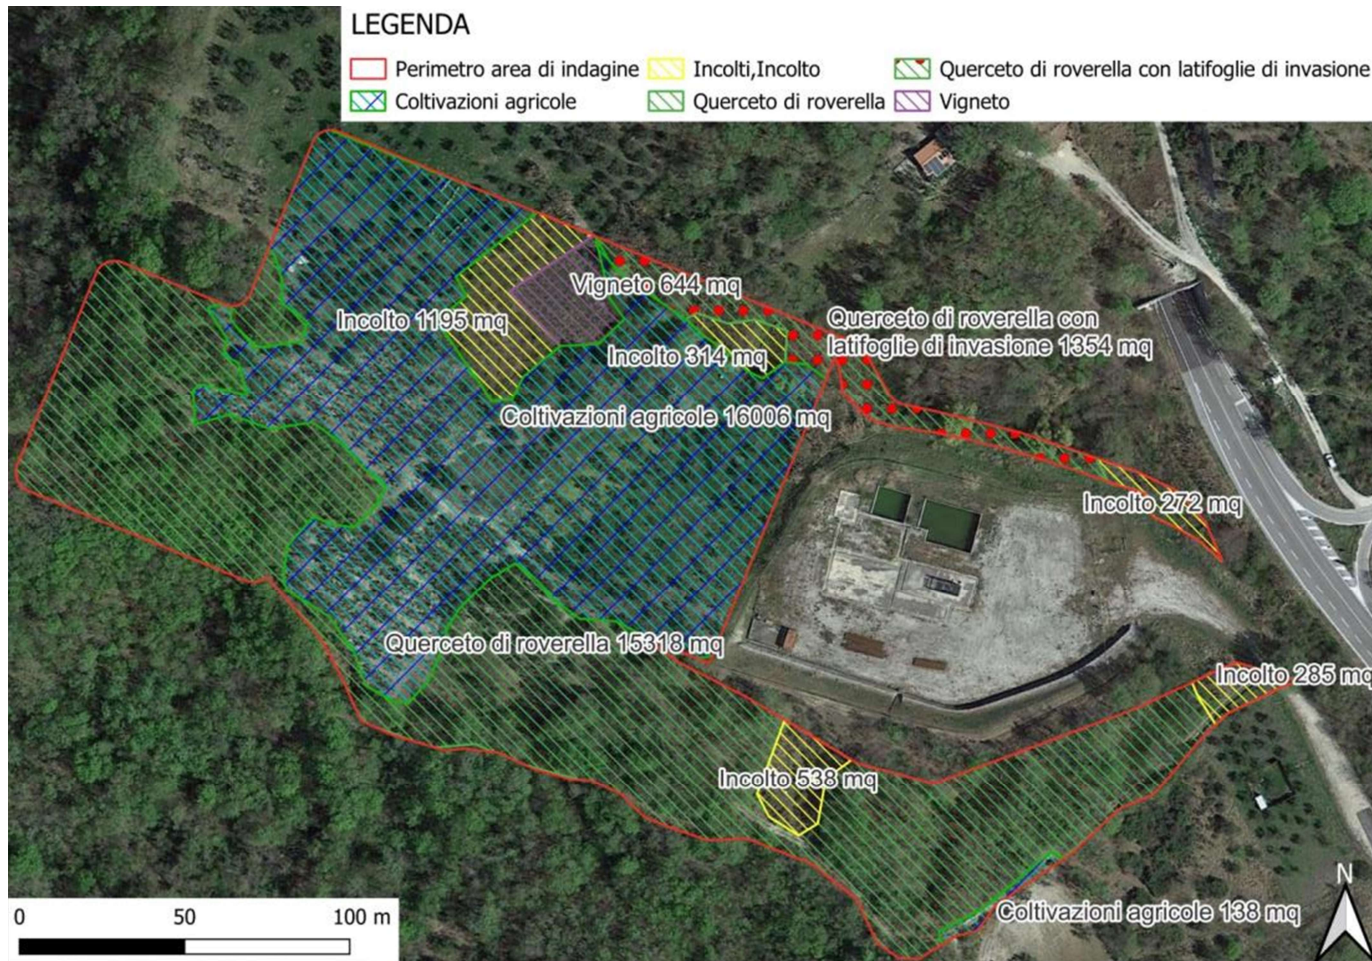 LEGENDA
Perimetro area di indagine
Incolti,Incolto
Querceto di roverella con latifoglie di invasione
Coltivazioni agricole
Querceto di roverella
Vigneto
Vigneto 644 mq
Incolto 1195 mq
Querceto di roverella con
latifoglie di invasione 1354 mq
Incolto 314 mq
Coltivazioni agricole 16006 mq
Incolto 272 mq
Querceto di roverella 15318 mq
Incolto 285 mq
Incolto 538 mq
Coltivazioni agricole 138 mq
N
0 50 100 m